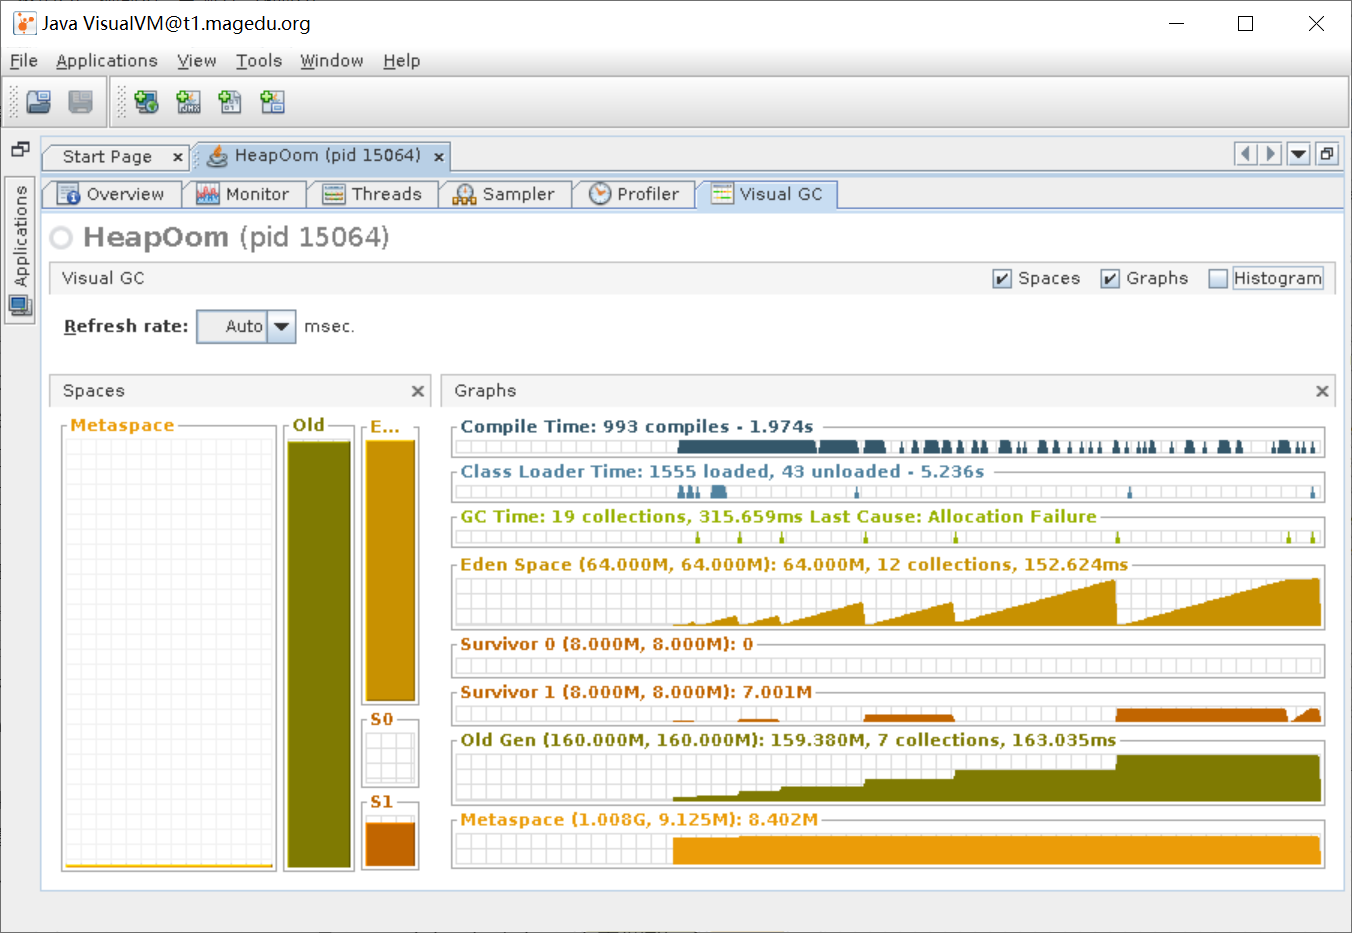 Java VisualVM@t1.magedu.org
File Applications View Tools Window Help
Start Page
HeapOom (pid 15064)
Applications
Overview Monitor Threads Sampler Profiler Visual GC
HeapOom (pid 15064)
Visual GC
Spaces Graphs Histogram
Refresh rate: Auto msec.
Spaces
Metaspace Old E...
S0
S1
Graphs
Compile Time: 993 compiles - 1.974s
Class Loader Time: 1555 loaded, 43 unloaded - 5.236s
GC Time: 19 collections, 315.659ms Last Cause: Allocation Failure
Eden Space (64.000M, 64.000M): 64.000M, 12 collections, 152.624ms
Survivor 0 (8.000M, 8.000M): 0
Survivor 1 (8.000M, 8.000M): 7.001M
Old Gen (160.000M, 160.000M): 159.380M, 7 collections, 163.035ms
Metaspace (1.008G, 9.125M): 8.402M